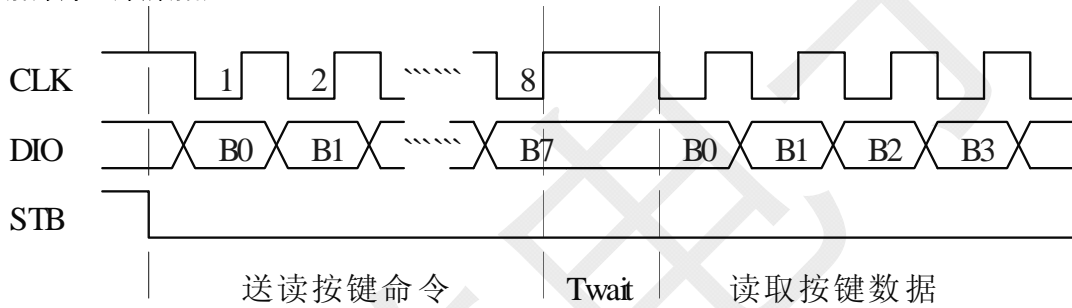 CLK 1 2 ...... 8
DIO B0 B1 ...... B7 B0 B1 B2 B3
STB
送读按键命令 Twait 读取按键数据